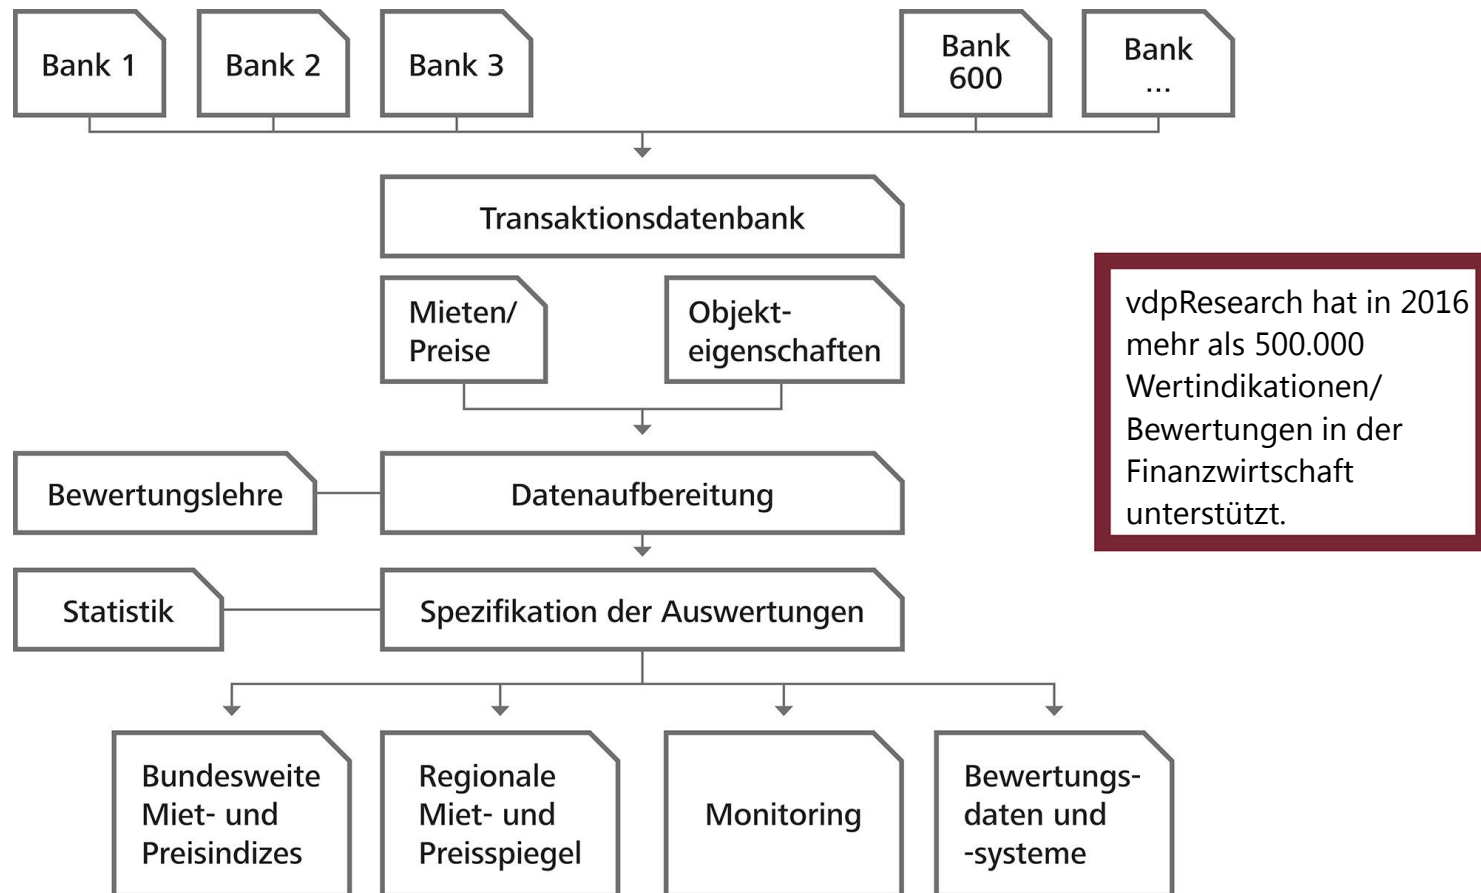 Bank 1
Bank 2
Bank 3
Bank
600
Bank
...
Transaktionsdatenbank
Mieten/
Preise
Objekt-
eigenschaften
vdpResearch hat in 2016
mehr als 500.000
Wertindikationen/
Bewertungen in der
Finanzwirtschaft
unterstützt.
Bewertungslehre
Datenaufbereitung
Statistik
Spezifikation der Auswertungen
Bundesweite
Miet- und
Preisindizes
Regionale
Miet- und
Preisspiegel
Monitoring
Bewertungs-
daten und
-systeme